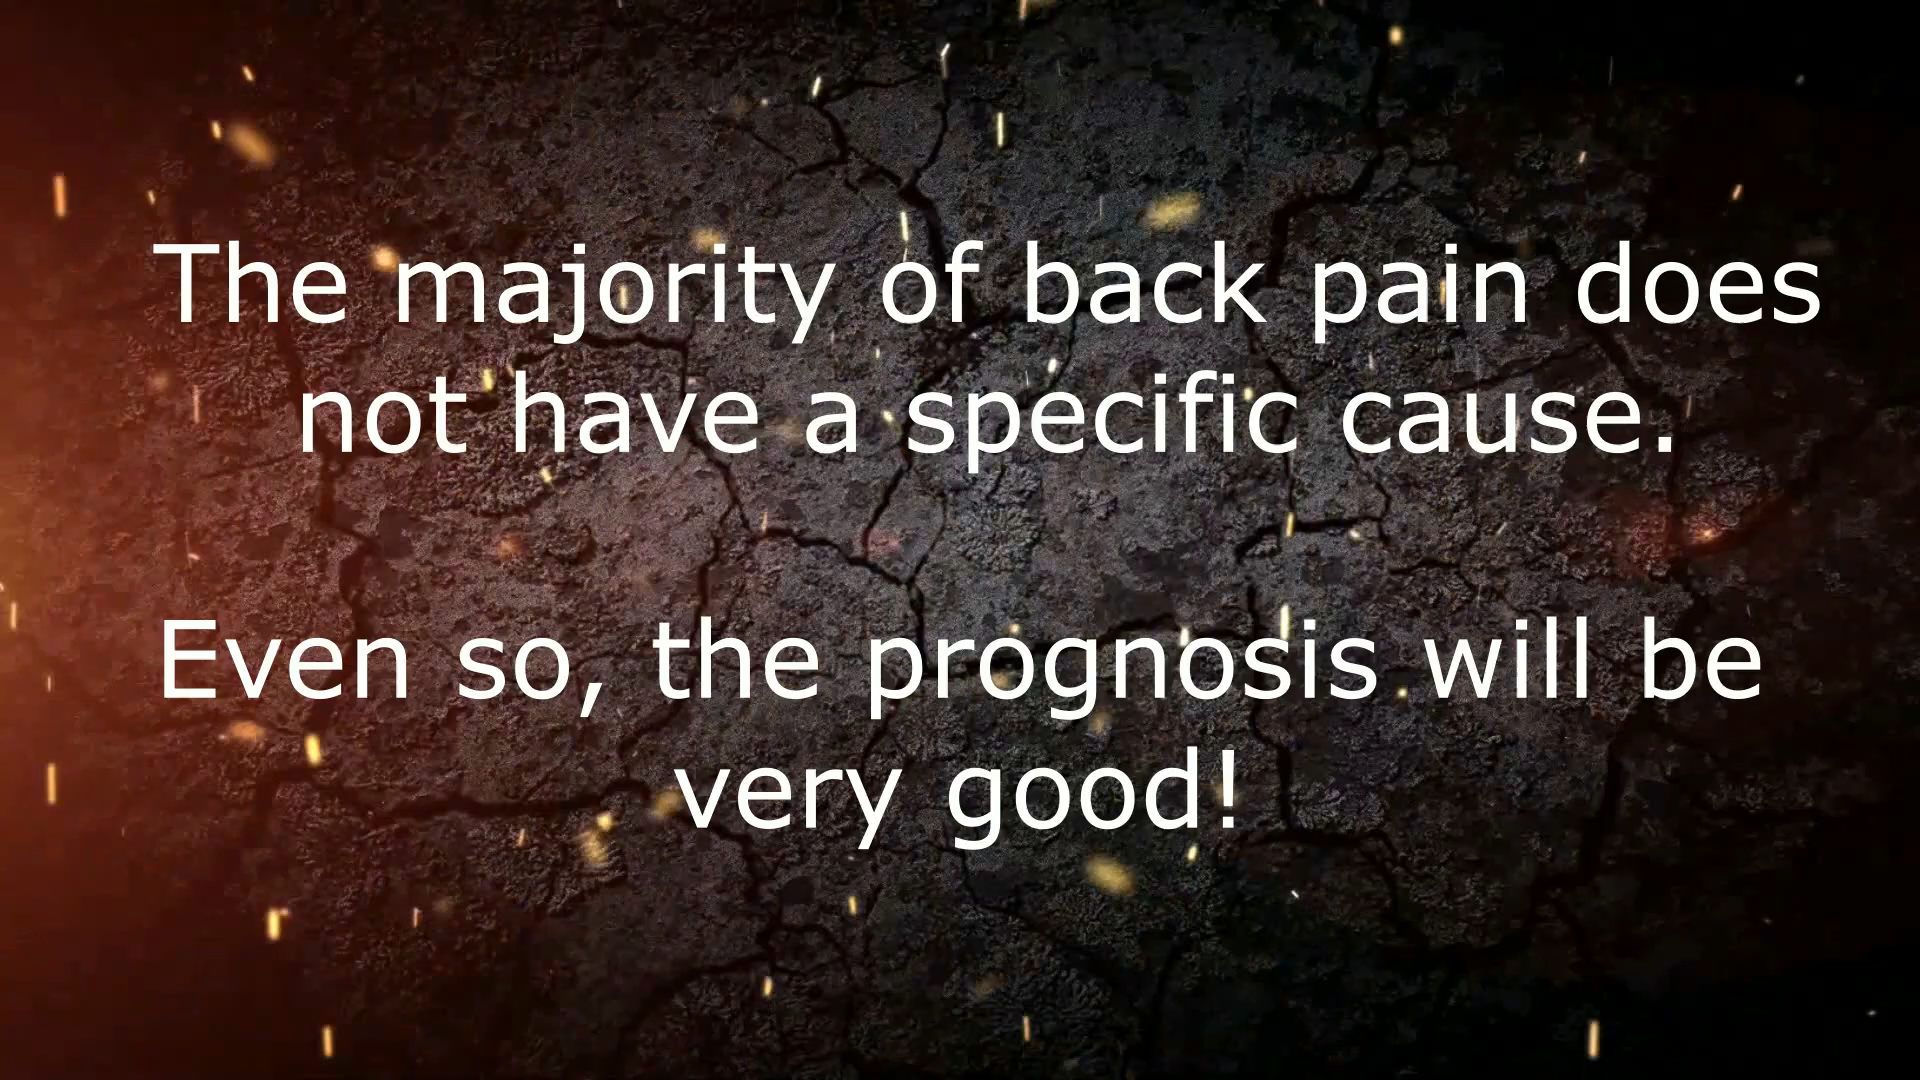 The majority of back pain does
not have a specific cause.
Even so, the prognosis will be
very good!